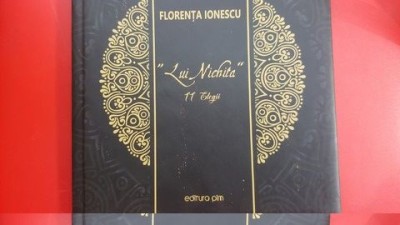 FLORENȚA IONESCU
"Lui Nichita"
11 Elegii
editura pim